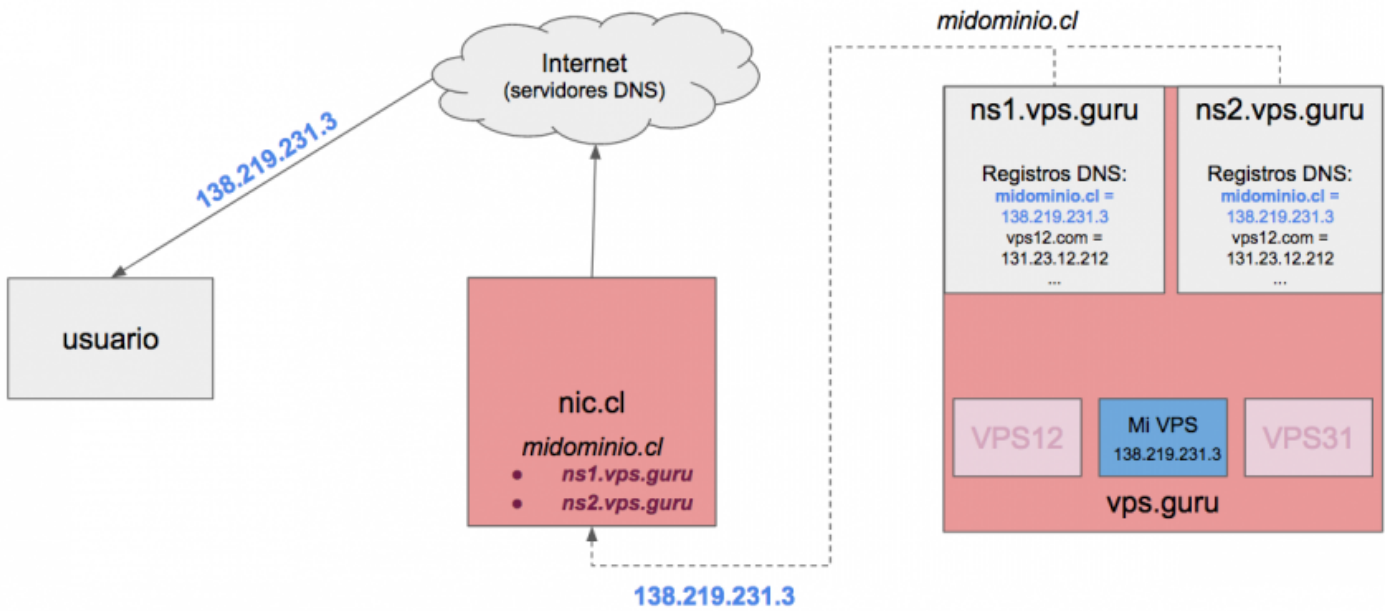 midominio.cl
Internet
(servidores DNS)
138.219.231.3
usuario
nic.cl
midominio.cl
● ns1.vps.guru
● ns2.vps.guru
138.219.231.3
ns1.vps.guru
Registros DNS:
midominio.cl =
138.219.231.3
vps12.com =
131.23.12.212
...
ns2.vps.guru
Registros DNS:
midominio.cl =
138.219.231.3
vps12.com =
131.23.12.212
...
VPS12
Mi VPS
138.219.231.3
VPS31
vps.guru